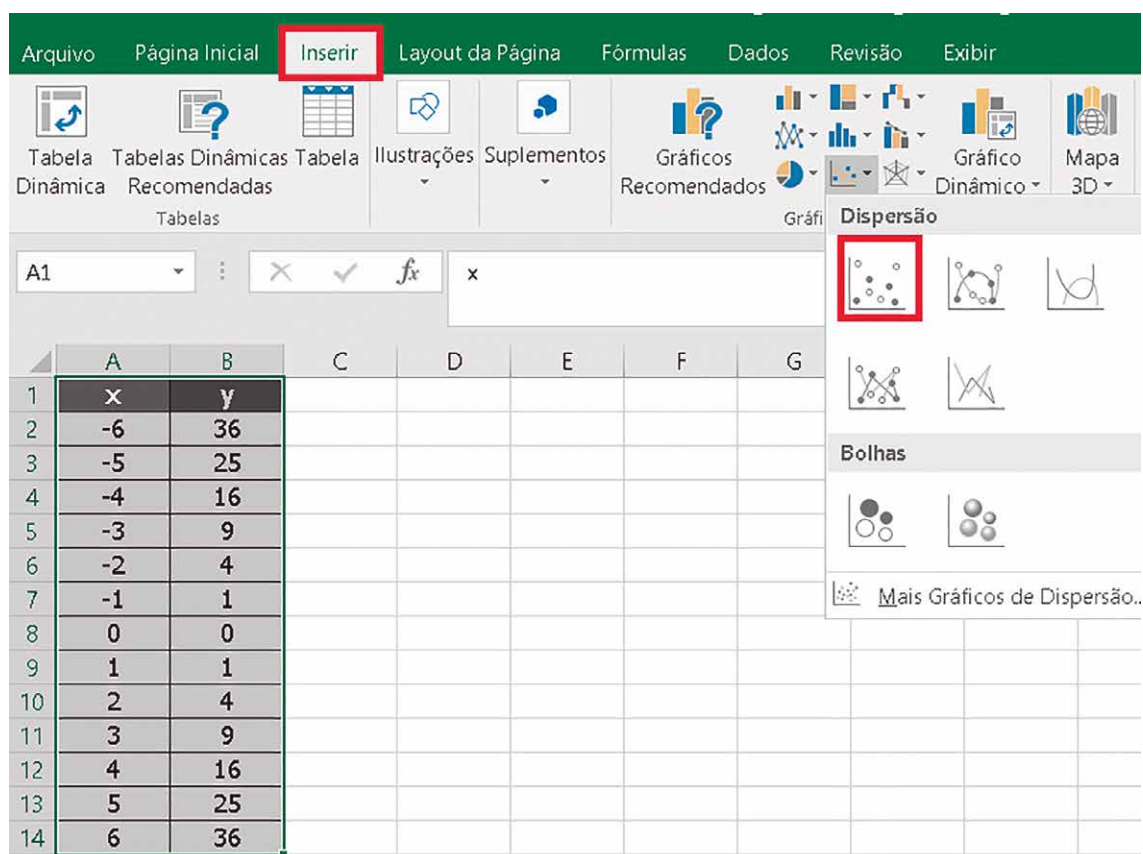 Arquivo Página Inicial Inserir Layout da Página Fórmulas Dados Revisão Exibir
Tabela Dinâmica
Tabelas Dinâmicas Recomendadas
Tabela
Ilustrações
Suplementos
Gráficos Recomendados
Gráfico Dinâmico
Mapa 3D
Tabelas
Gráfi
Dispersão
A1 fx x
A B C D E F G
1 x y
2 -6 36
3 -5 25
4 -4 16
5 -3 9
6 -2 4
7 -1 1
8 0 0
9 1 1
10 2 4
11 3 9
12 4 16
13 5 25
14 6 36
Bolhas
Mais Gráficos de Dispersão..